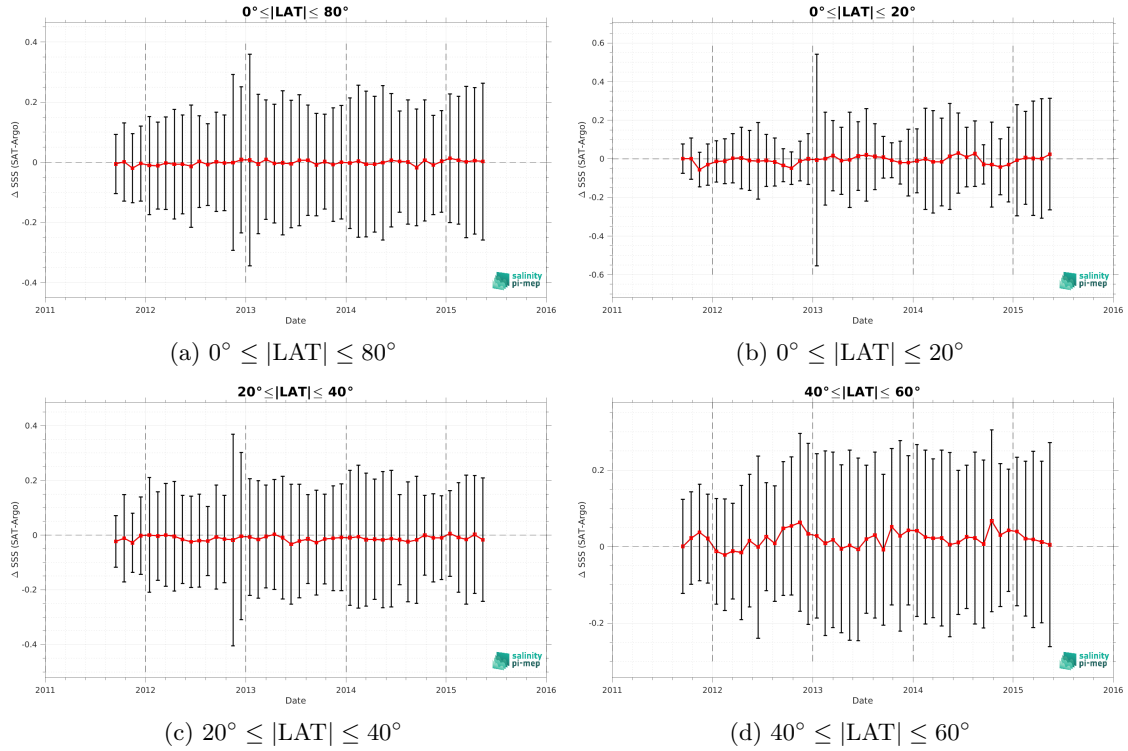 0°≤|LAT|≤ 80°
Δ SSS (SAT-Argo)
0.4
0.2
0
-0.2
-0.4
2011 2012 2013 2014 2015 2016
Date
salinity
pi-mep
(a) 0° ≤ |LAT| ≤ 80°
0°≤|LAT|≤ 20°
Δ SSS (SAT-Argo)
0.6
0.4
0.2
0
-0.2
-0.4
-0.6
2011 2012 2013 2014 2015 2016
Date
salinity
pi-mep
(b) 0° ≤ |LAT| ≤ 20°
20°≤|LAT|≤ 40°
Δ SSS (SAT-Argo)
0.4
0.2
0
-0.2
-0.4
2011 2012 2013 2014 2015 2016
Date
salinity
pi-mep
(c) 20° ≤ |LAT| ≤ 40°
40°≤|LAT|≤ 60°
Δ SSS (SAT-Argo)
0.2
0
-0.2
2011 2012 2013 2014 2015 2016
Date
salinity
pi-mep
(d) 40° ≤ |LAT| ≤ 60°